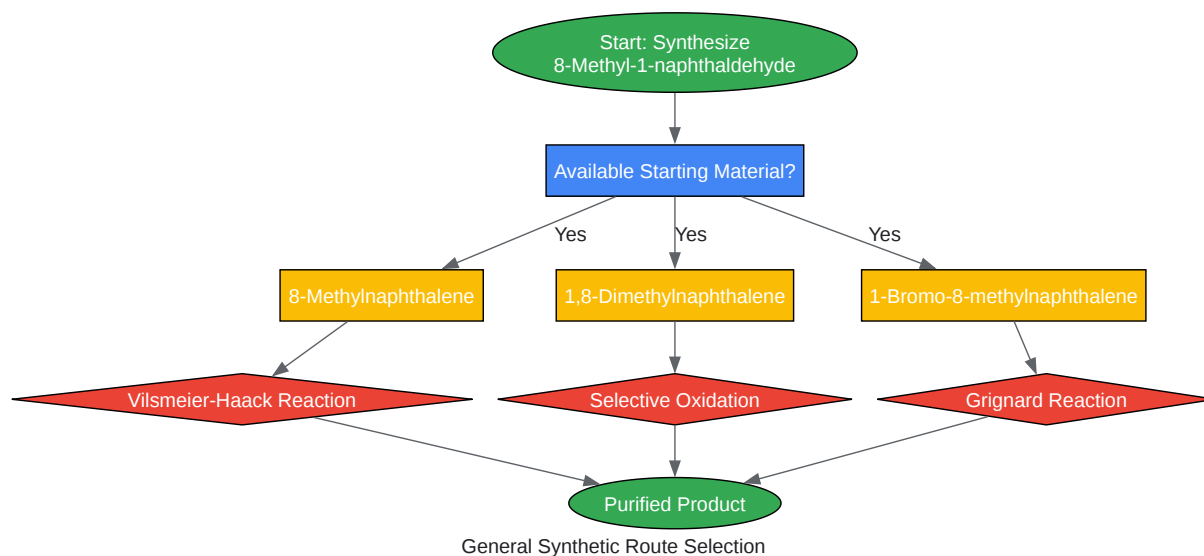 Start: Synthesize
8-Methyl-1-naphthaldehyde
Available Starting Material?
Yes
Yes
Yes
8-Methylnaphthalene
1,8-Dimethylnaphthalene
1-Bromo-8-methylnaphthalene
Vilsmeier-Haack Reaction
Selective Oxidation
Grignard Reaction
Purified Product
General Synthetic Route Selection